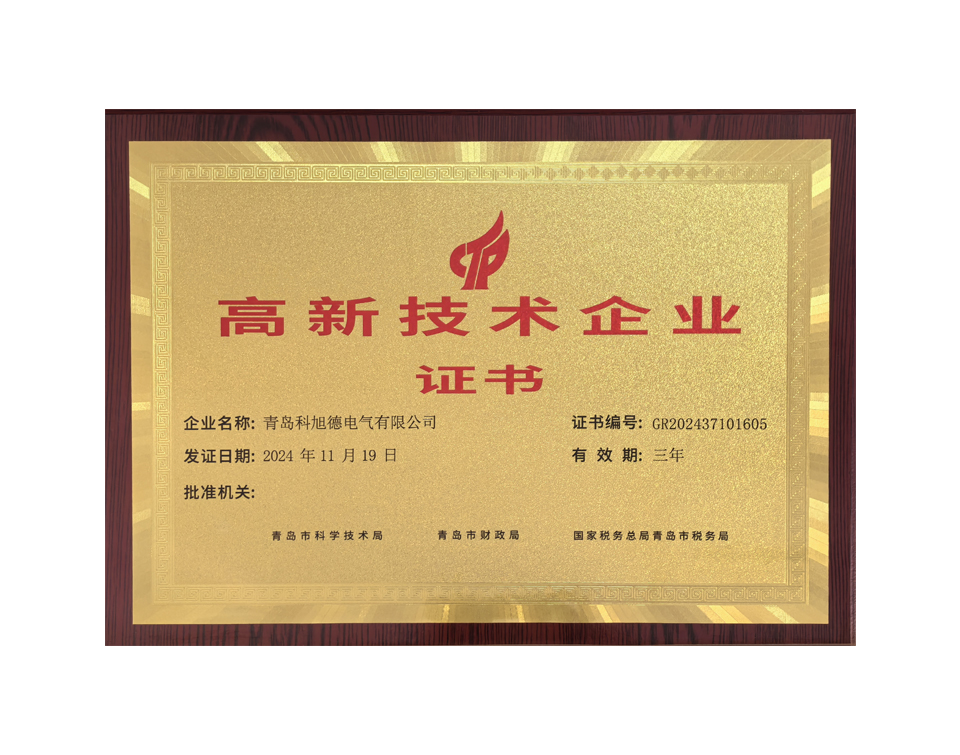 高新技术企业
证书
企业名称: 青岛科旭德电气有限公司
证书编号: GR202437101605
发证日期: 2024 年 11 月 19 日
有 效 期: 三年
批准机关:
青岛市科学技术局 青岛市财政局 国家税务总局青岛市税务局